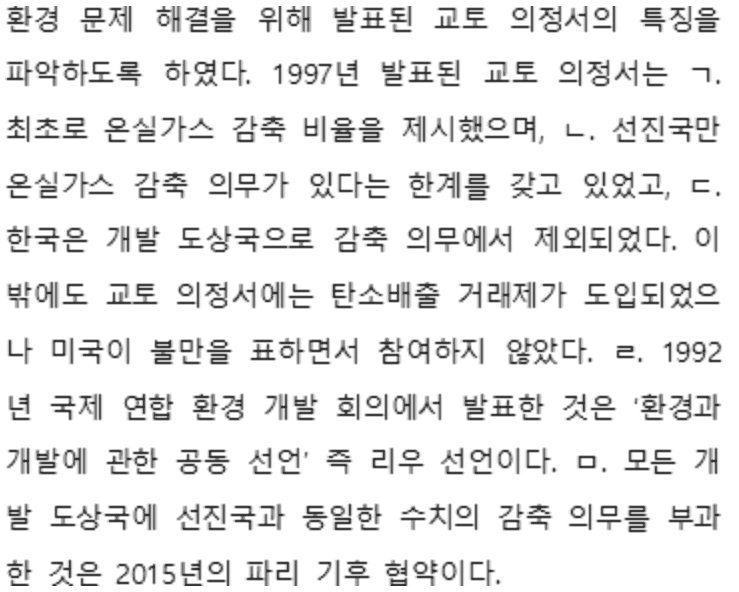 환경 문제 해결을 위해 발표된 교토 의정서의 특징을
파악하도록 하였다. 1997년 발표된 교토 의정서는 ㄱ.
최초로 온실가스 감축 비율을 제시했으며, ㄴ. 선진국만
온실가스 감축 의무가 있다는 한계를 갖고 있었고, ㄷ.
한국은 개발 도상국으로 감축 의무에서 제외되었다. 이
밖에도 교토 의정서에는 탄소배출 거래제가 도입되었으
나 미국이 불만을 표하면서 참여하지 않았다. ㄹ. 1992
년 국제 연합 환경 개발 회의에서 발표한 것은 '환경과
개발에 관한 공동 선언' 즉 리우 선언이다. ㅁ. 모든 개
발 도상국에 선진국과 동일한 수치의 감축 의무를 부과
한 것은 2015년의 파리 기후 협약이다.